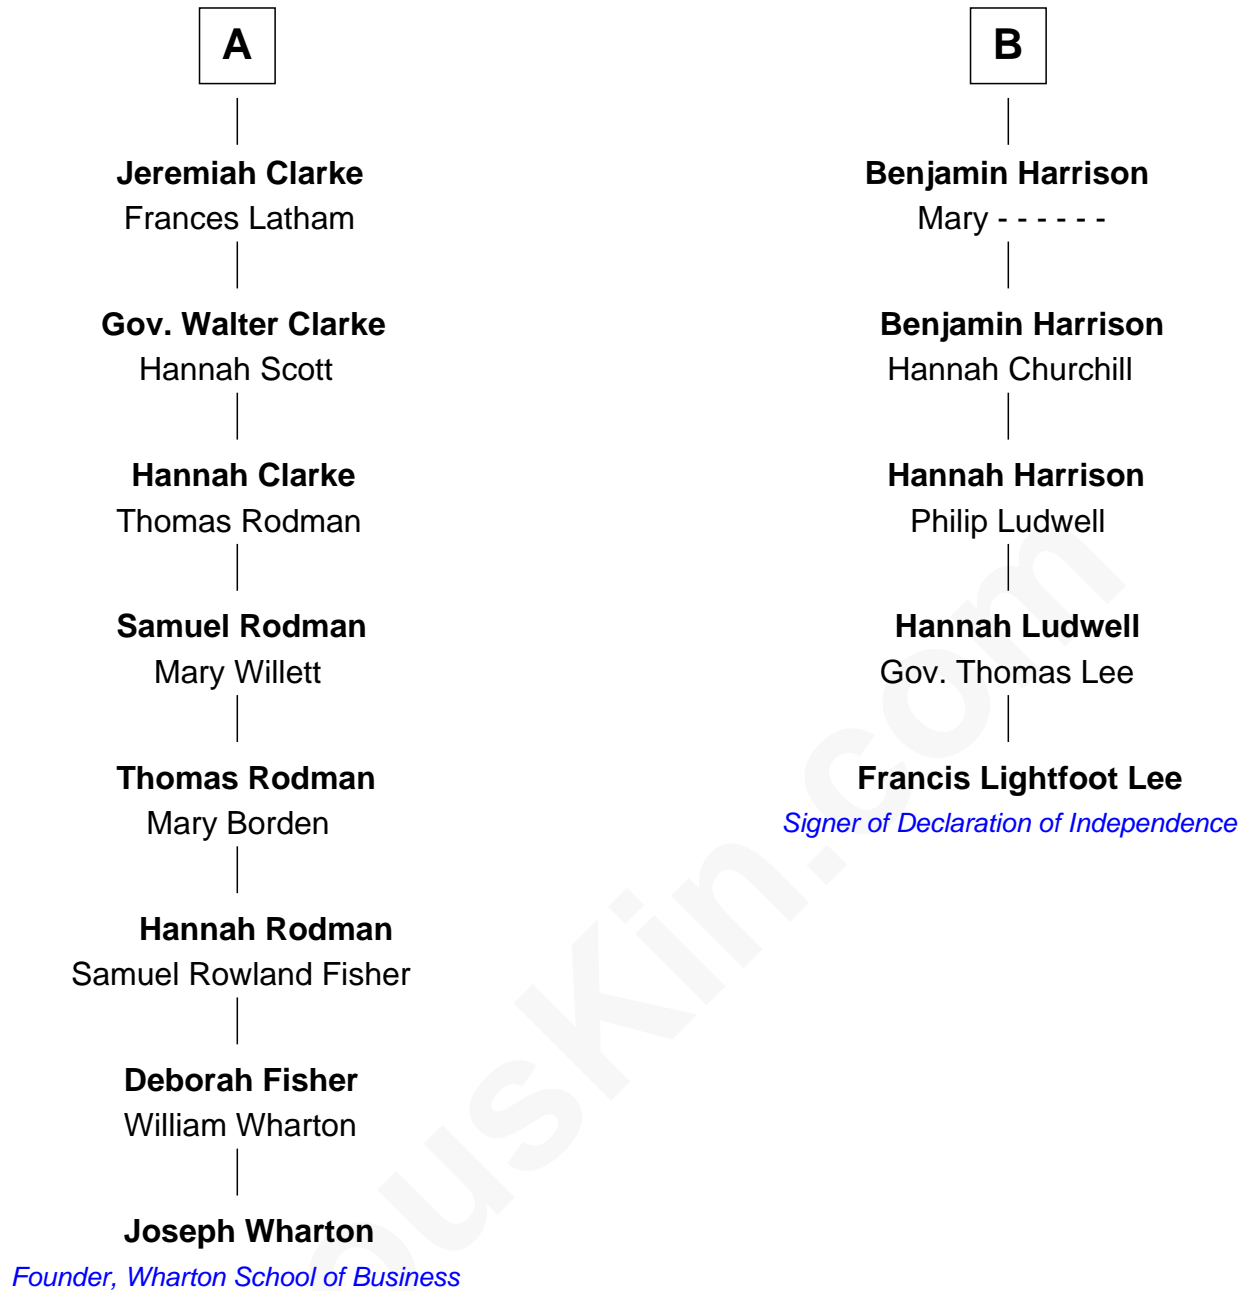 A
Jeremiah Clarke
Frances Latham
Gov. Walter Clarke
Hannah Scott
Hannah Clarke
Thomas Rodman
Samuel Rodman
Mary Willett
Thomas Rodman
Mary Borden
Hannah Rodman
Samuel Rowland Fisher
Deborah Fisher
William Wharton
Joseph Wharton
Founder, Wharton School of Business
B
Benjamin Harrison
Mary - - - - - -
Benjamin Harrison
Hannah Churchill
Hannah Harrison
Philip Ludwell
Hannah Ludwell
Gov. Thomas Lee
Francis Lightfoot Lee
Signer of Declaration of Independence
ousKin.com